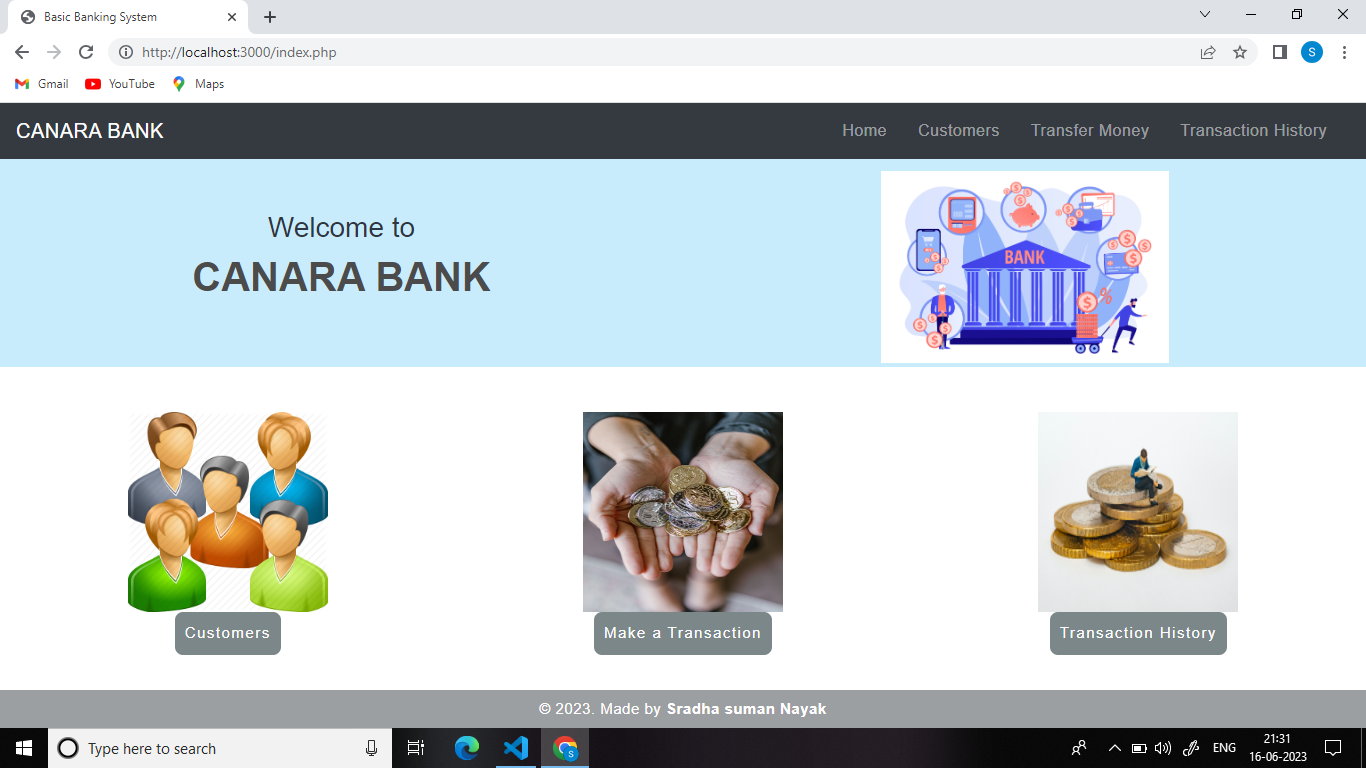 Basic Banking System
http://localhost:3000/index.php
S
Gmail YouTube Maps
CANARA BANK Home Customers Transfer Money Transaction History
Welcome to
CANARA BANK
BANK
%
Customers Make a Transaction Transaction History
© 2023. Made by Sradha suman Nayak
Type here to search
ENG
21:31
16-06-2023